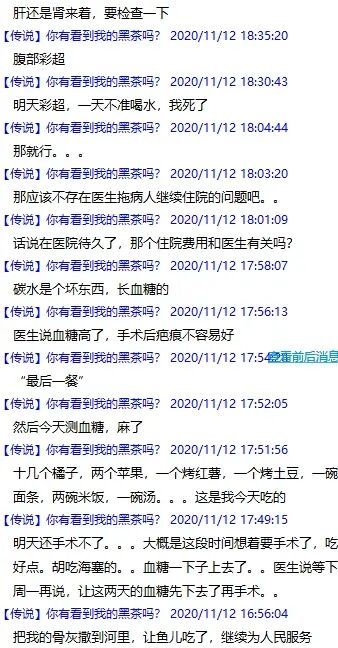 肝还是肾来着，要检查一下
【传说】你有看到我的黑茶吗? 2020/11/12 18:35:20
腹部彩超
【传说】你有看到我的黑茶吗? 2020/11/12 18:30:43
明天彩超，一天不准喝水，我死了
【传说】你有看到我的黑茶吗? 2020/11/12 18:04:44
那就行。。。
【传说】你有看到我的黑茶吗? 2020/11/12 18:03:20
那应该不存在医生拖病人继续住院的问题吧。。
【传说】你有看到我的黑茶吗? 2020/11/12 18:01:09
话说在医院待久了，那个住院费用和医生有关吗?
【传说】你有看到我的黑茶吗? 2020/11/12 17:58:07
碳水是个坏东西，长血糖的
【传说】你有看到我的黑茶吗? 2020/11/12 17:56:13
医生说血糖高了，手术后疤痕不容易好
【传说】你有看到我的黑茶吗? 2020/11/12 17:54 查看前后消息
“最后一餐”
【传说】你有看到我的黑茶吗? 2020/11/12 17:52:05
然后今天测血糖，麻了
【传说】你有看到我的黑茶吗? 2020/11/12 17:51:56
十几个橘子，两个苹果，一个烤红薯，一个烤土豆，一碗
面条，两碗米饭，一碗汤。。。这是我今天吃的
【传说】你有看到我的黑茶吗? 2020/11/12 17:49:15
明天还手术不了。。。大概是这段时间想着要手术了，吃
好点。胡吃海塞的。。血糖一下子上去了。。医生说等下
周一再说，让这两天的血糖先下去了再手术。。
【传说】你有看到我的黑茶吗? 2020/11/12 16:56:04
把我的骨灰撒到河里，让鱼儿吃了，继续为人民服务